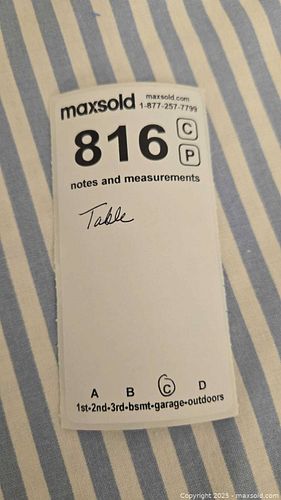 maxsold maxsold.com
1-877-257-7799
816 C
P
notes and measurements
Table
A B C D
1st-2nd-3rd-bsmt-garage-outdoors
Copyright 2025 - maxsold.com